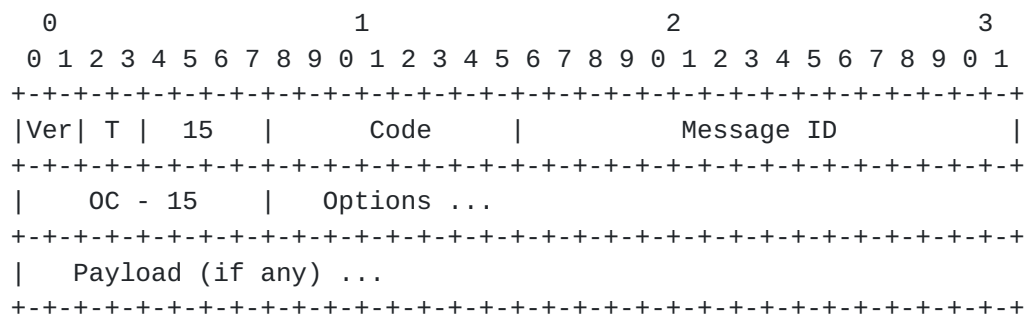 0                   1                   2                   3
 0 1 2 3 4 5 6 7 8 9 0 1 2 3 4 5 6 7 8 9 0 1 2 3 4 5 6 7 8 9 0 1
+-+-+-+-+-+-+-+-+-+-+-+-+-+-+-+-+-+-+-+-+-+-+-+-+-+-+-+-+-+-+-+-+
|Ver| T |  15   |      Code     |          Message ID           |
+-+-+-+-+-+-+-+-+-+-+-+-+-+-+-+-+-+-+-+-+-+-+-+-+-+-+-+-+-+-+-+-+
|    OC - 15    |   Options ...
+-+-+-+-+-+-+-+-+-+-+-+-+-+-+-+-+-+-+-+-+-+-+-+-+-+-+-+-+-+-+-+-+
|   Payload (if any) ...
+-+-+-+-+-+-+-+-+-+-+-+-+-+-+-+-+-+-+-+-+-+-+-+-+-+-+-+-+-+-+-+-+